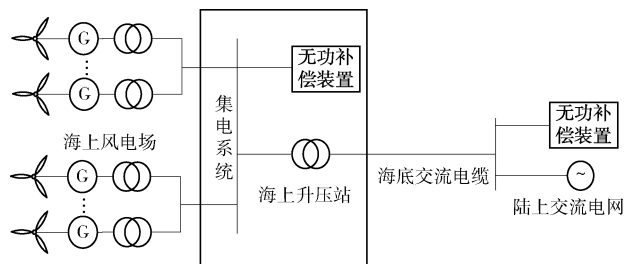 G
G
海上风电场
G
G
集电系统
无功补
偿装置
海上升压站
海底交流电缆
无功补
偿装置
~
陆上交流电网